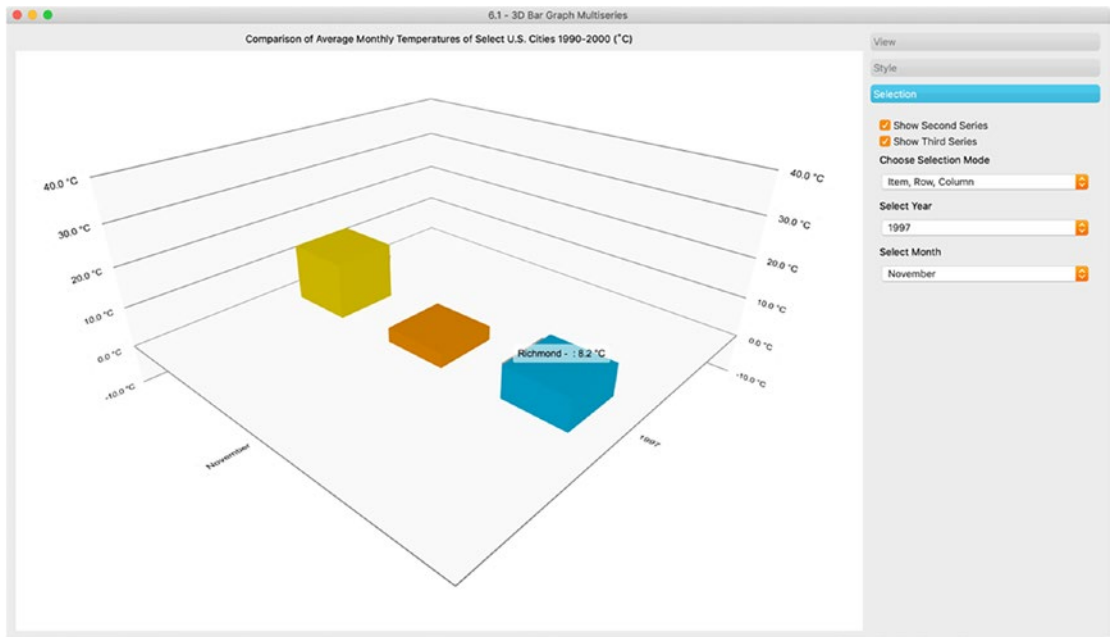 6.1 - 3D Bar Graph Multiseries
Comparison of Average Monthly Temperatures of Select U.S. Cities 1990-2000 (˚C)
View
Style
Selection
Show Second Series
Show Third Series
Choose Selection Mode
Item, Row, Column
Select Year
1997
Select Month
November
40.0 °C
30.0 °C
20.0 °C
10.0 °C
0.0 °C
-10.0 °C
40.0 °C
30.0 °C
20.0 °C
10.0 °C
0.0 °C
-10.0 °C
Richmond - : 8.2 °C
November
1997